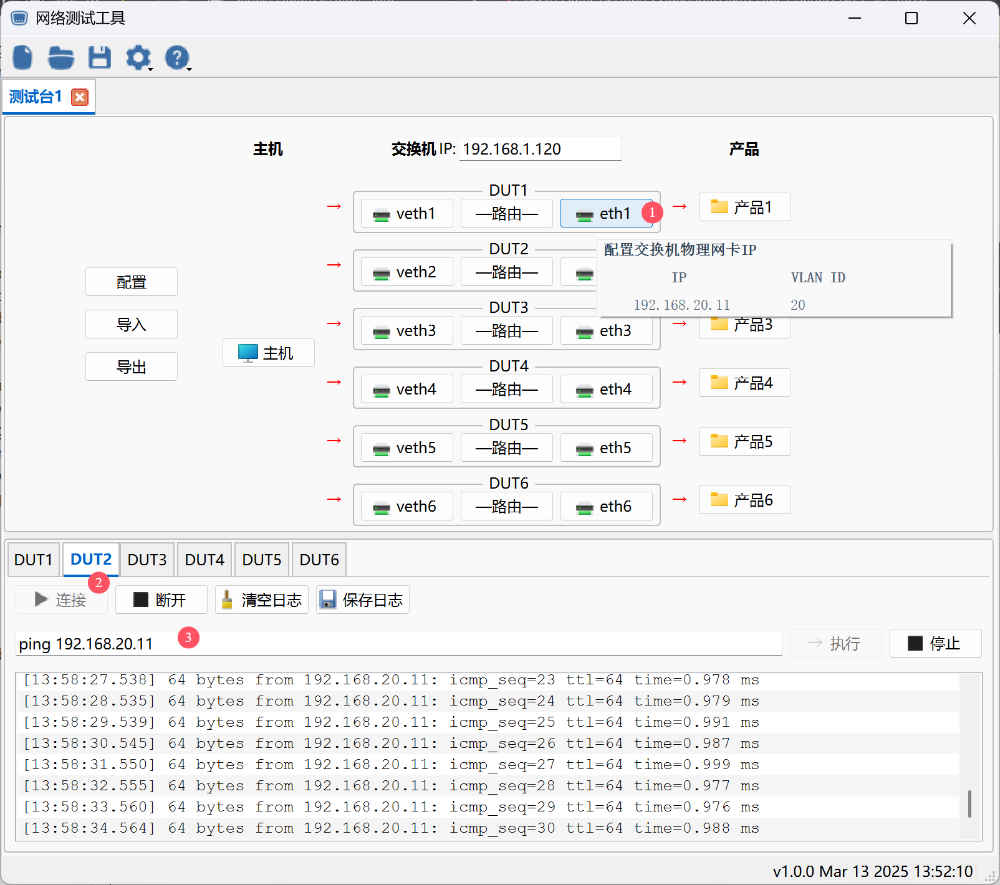 网络测试工具
测试台1
主机 交换机 IP: 192.168.1.120 产品
DUT1
veth1 —路由— eth1 1 产品1
DUT2
veth2 —路由—
配置交换机物理网卡IP
IP VLAN ID
192.168.20.11 20
DUT3
veth3 —路由— eth3 产品3
DUT4
veth4 —路由— eth4 产品4
DUT5
veth5 —路由— eth5 产品5
DUT6
veth6 —路由— eth6 产品6
配置
导入
导出
主机
DUT1 DUT2 DUT3 DUT4 DUT5 DUT6
2
连接 断开 清空日志 保存日志
ping 192.168.20.11 3 执行 停止
[13:58:27.538] 64 bytes from 192.168.20.11: icmp_seq=23 ttl=64 time=0.978 ms
[13:58:28.535] 64 bytes from 192.168.20.11: icmp_seq=24 ttl=64 time=0.979 ms
[13:58:29.539] 64 bytes from 192.168.20.11: icmp_seq=25 ttl=64 time=0.991 ms
[13:58:30.545] 64 bytes from 192.168.20.11: icmp_seq=26 ttl=64 time=0.987 ms
[13:58:31.550] 64 bytes from 192.168.20.11: icmp_seq=27 ttl=64 time=0.999 ms
[13:58:32.555] 64 bytes from 192.168.20.11: icmp_seq=28 ttl=64 time=0.977 ms
[13:58:33.560] 64 bytes from 192.168.20.11: icmp_seq=29 ttl=64 time=0.976 ms
[13:58:34.564] 64 bytes from 192.168.20.11: icmp_seq=30 ttl=64 time=0.988 ms
v1.0.0 Mar 13 2025 13:52:10